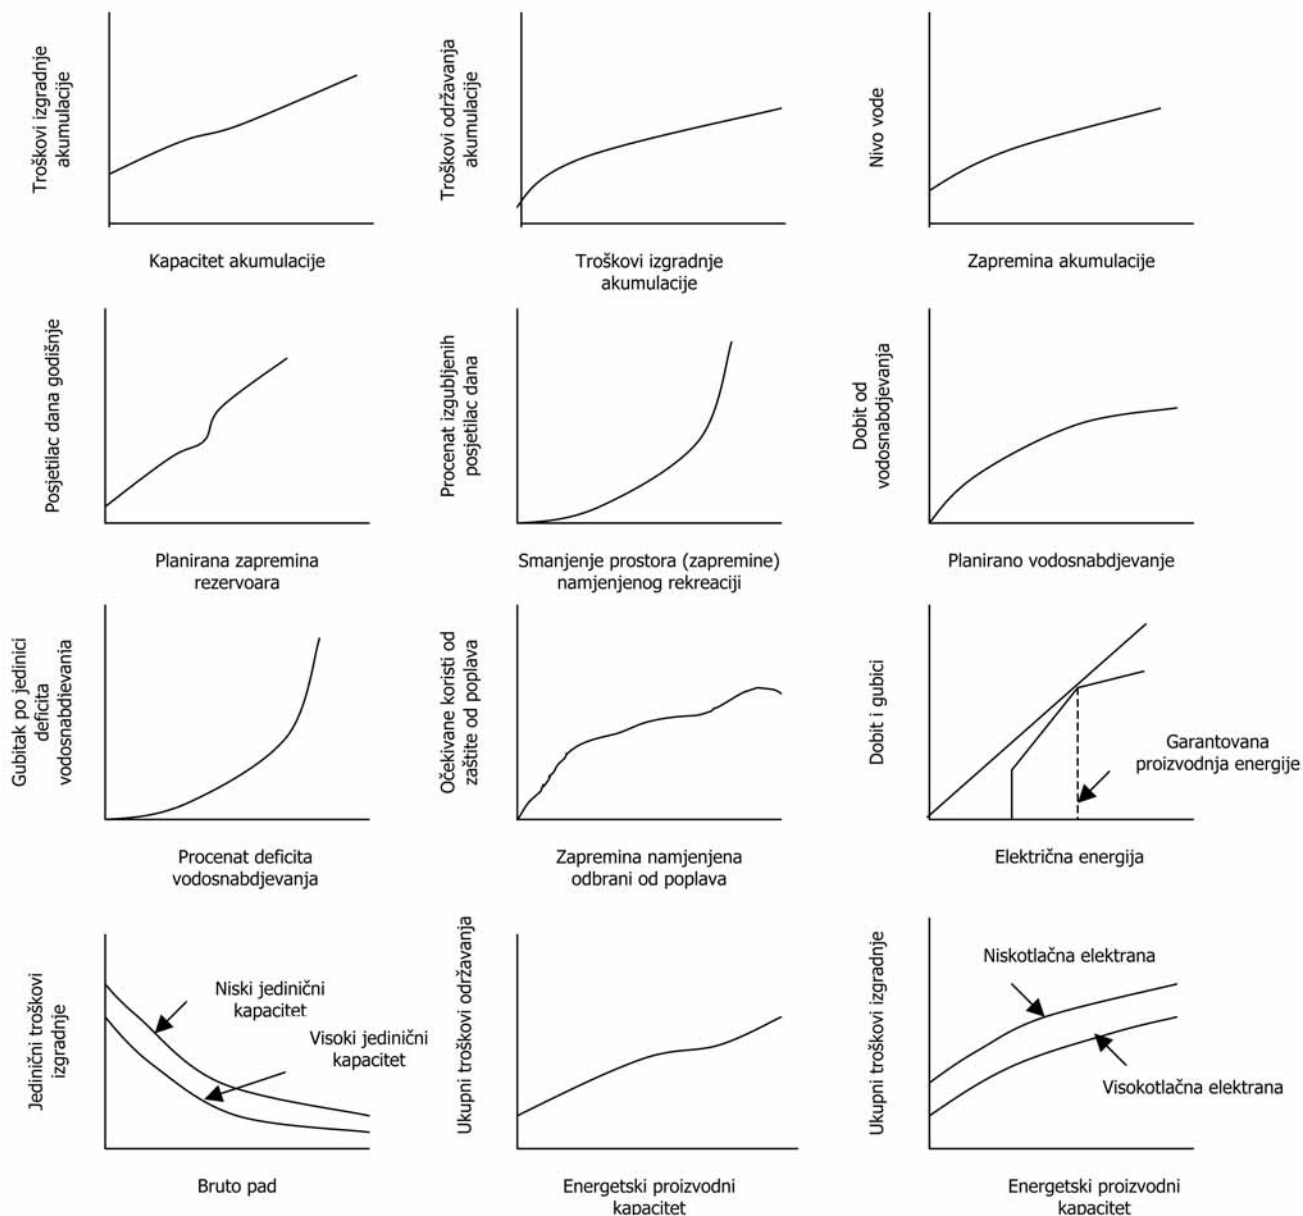 Troškovi izgradnje
akumulacije
Kapacitet akumulacije
Troškovi održavanja
akumulacije
Troškovi izgradnje
akumulacije
Nivo vode
Zapremina akumulacije
Posjetilac dana godišnje
Planirana zapremina
rezervoara
Procenat izgubljenih
posjetilac dana
Smanjenje prostora (zapremine)
namjenjenog rekreaciji
Dobit od
vodosnabdjevanja
Planirano vodosnabdjevanje
Gubitak po jedinici
deficita
vodosnabdievania
Procenat deficita
vodosnabdjevanja
Očekivane koristi od
zaštite od poplava
Zapremina namjenjena
odbrani od poplava
Dobit i gubici
Garantovana
proizvodnja energije
Električna energija
Jedinični troškovi
izgradnje
Niski jedinični
kapacitet
Visoki jedinični
kapacitet
Bruto pad
Ukupni troškovi održavanja
Energetski proizvodni
kapacitet
Ukupni troškovi izgradnje
Niskotlačna elektrana
Visokotlačna elektrana
Energetski proizvodni
kapacitet